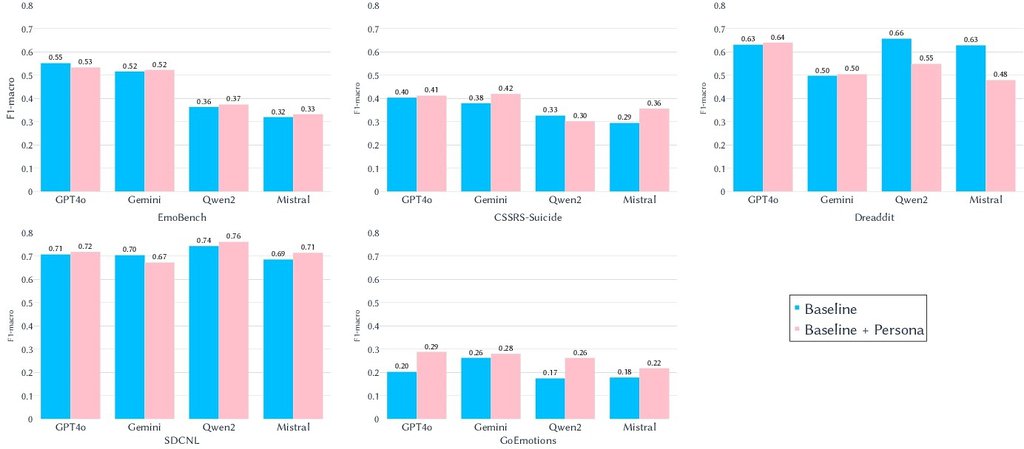 0.8
0.7
0.6
0.5
0.4
0.3
0.2
0.1
0
F1-macro
0.55 0.53 0.52 0.52 0.36 0.37 0.32 0.33
GPT4o Gemini Qwen2 Mistral
EmoBench
0.8
0.7
0.6
0.5
0.4
0.3
0.2
0.1
0
F1-macro
0.40 0.41 0.38 0.42 0.33 0.30 0.29 0.36
GPT4o Gemini Qwen2 Mistral
CSSRS-Suicide
0.8
0.7
0.6
0.5
0.4
0.3
0.2
0.1
0
F1-macro
0.63 0.64 0.50 0.50 0.66 0.55 0.63 0.48
GPT4o Gemini Qwen2 Mistral
Dreaddit
0.8
0.7
0.6
0.5
0.4
0.3
0.2
0.1
0
F1-macro
0.71 0.72 0.70 0.67 0.74 0.76 0.69 0.71
GPT4o Gemini Qwen2 Mistral
SDCNL
0.8
0.7
0.6
0.5
0.4
0.3
0.2
0.1
0
F1-macro
0.20 0.29 0.26 0.28 0.17 0.26 0.18 0.22
GPT4o Gemini Qwen2 Mistral
GoEmotions
Baseline
Baseline + Persona